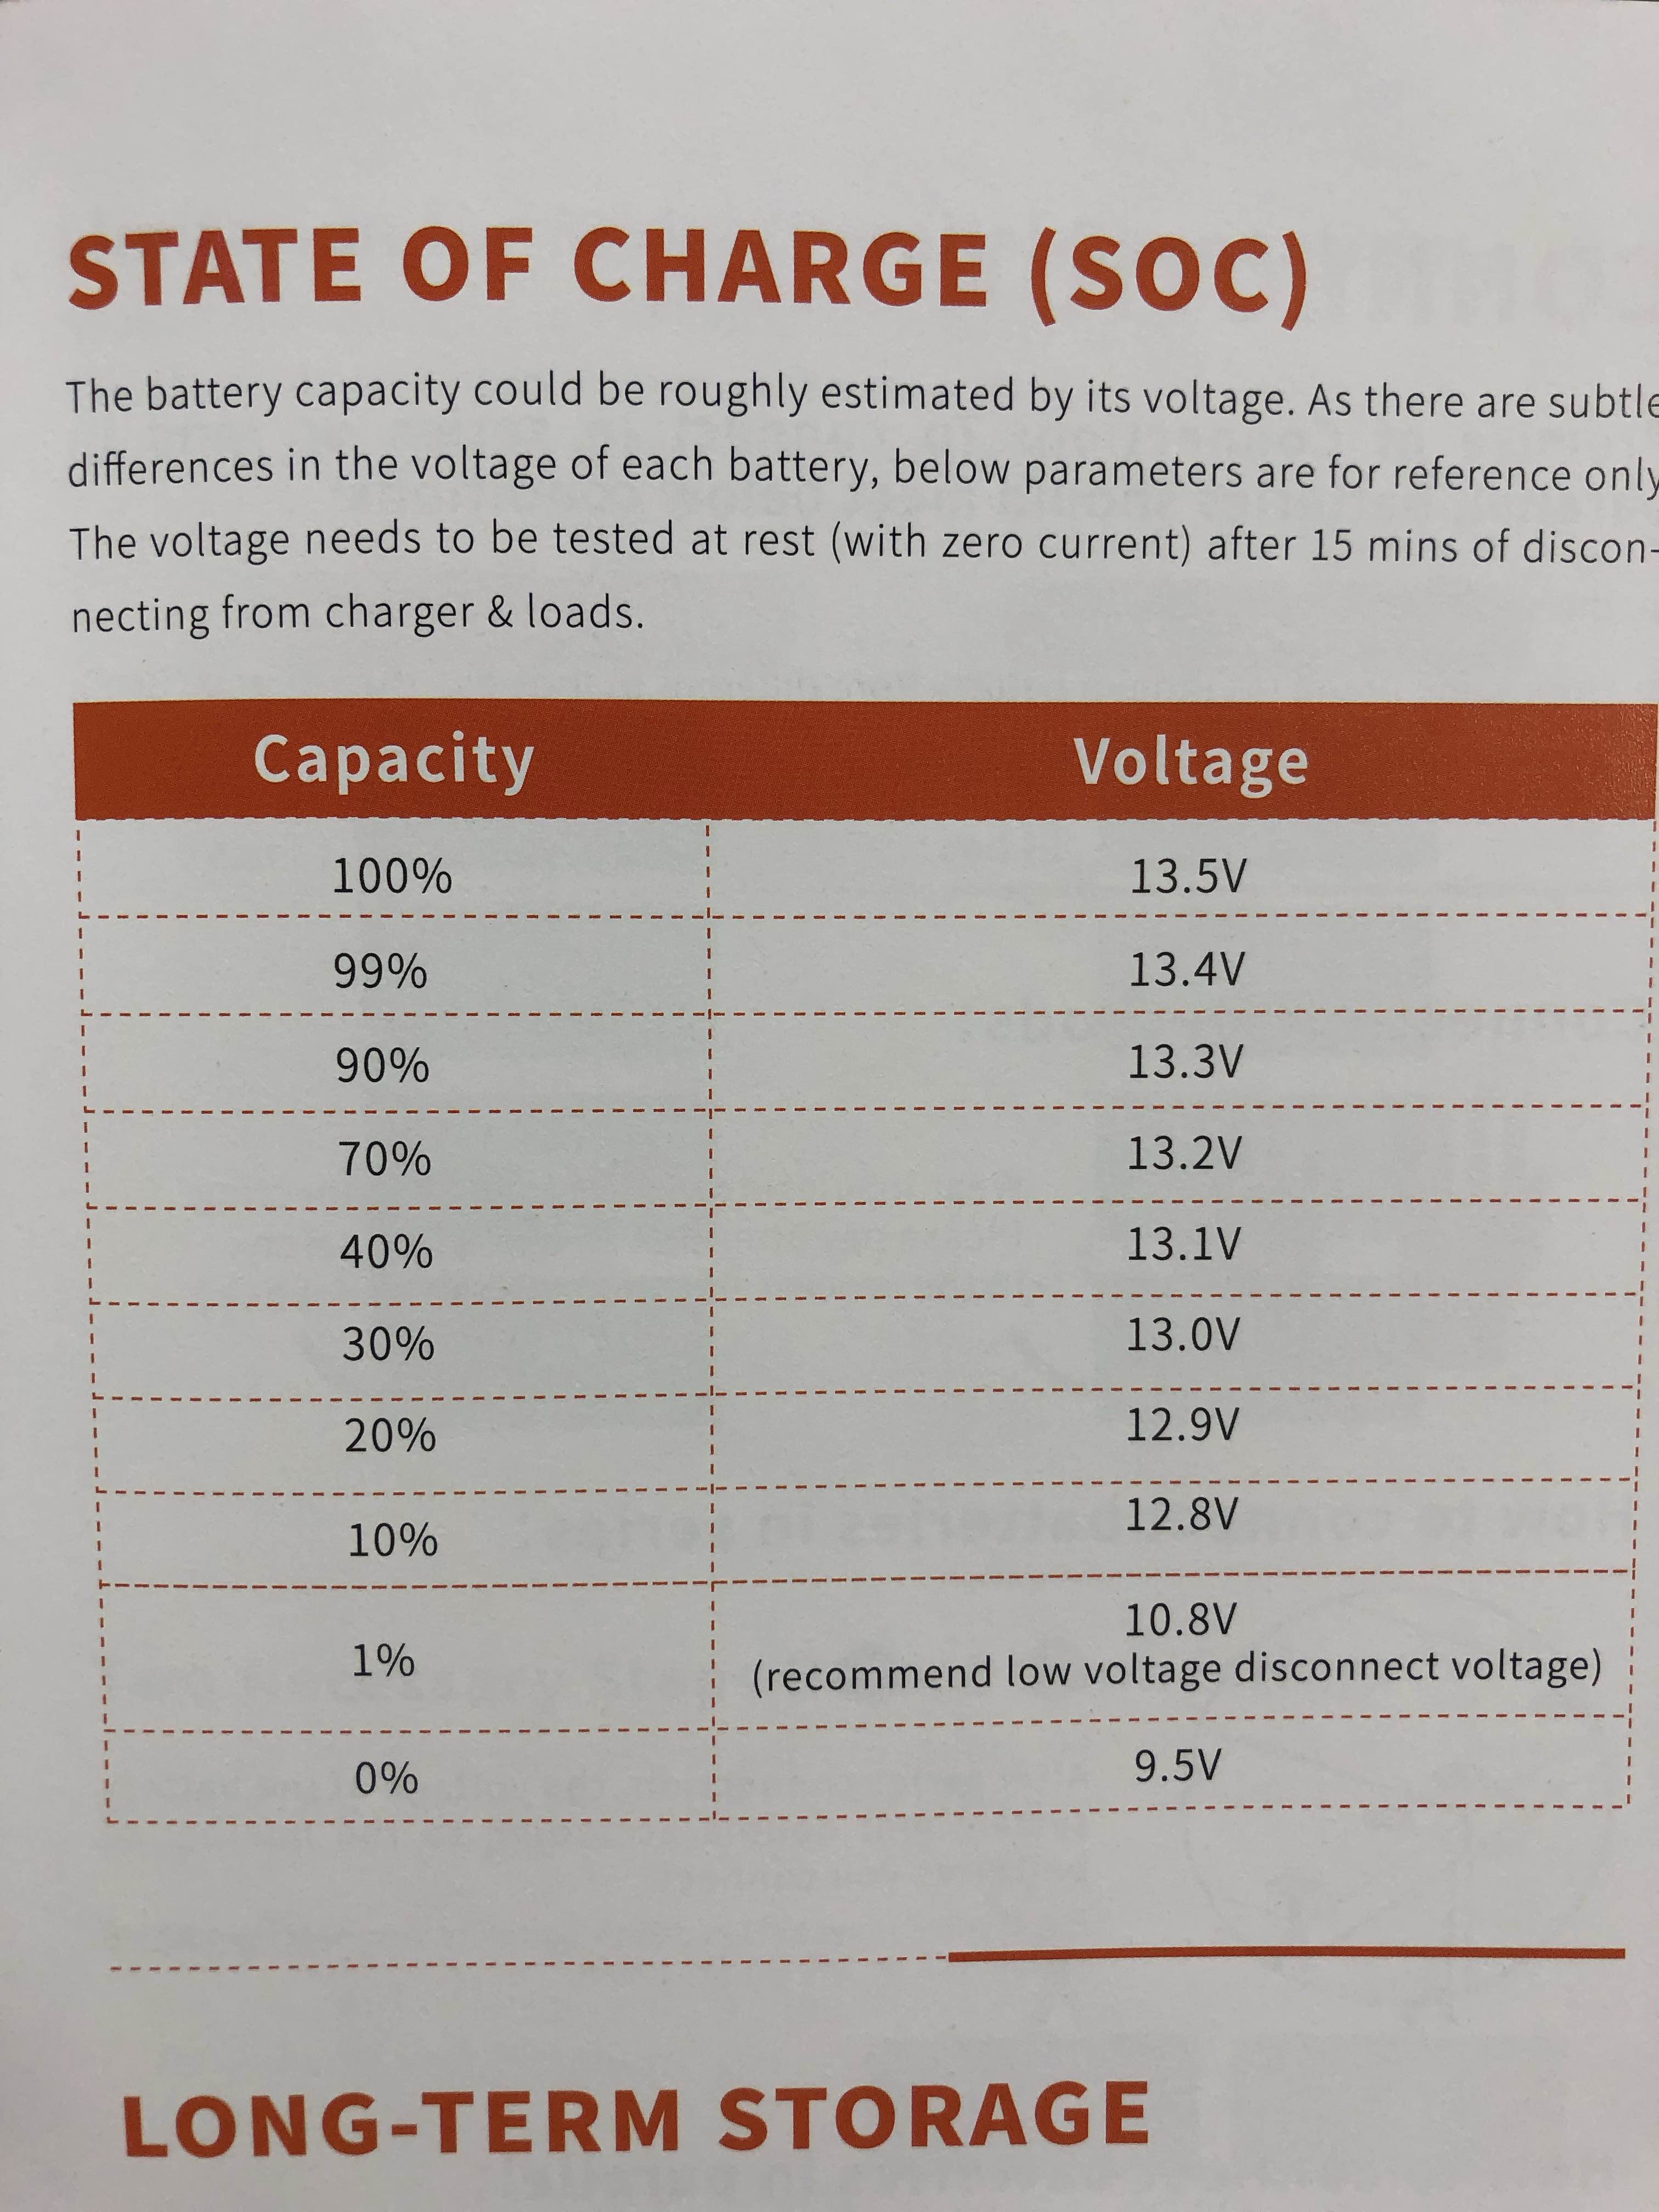 STATE OF CHARGE (SOC)
The battery capacity could be roughly estimated by its voltage. As there are subtle
differences in the voltage of each battery, below parameters are for reference only
The voltage needs to be tested at rest (with zero current) after 15 mins of discon-
necting from charger & loads.
Capacity Voltage
100% 13.5V
99% 13.4V
90% 13.3V
70% 13.2V
40% 13.1V
30% 13.0V
20% 12.9V
10% 12.8V
1% 10.8V
(recommend low voltage disconnect voltage)
0% 9.5V
LONG-TERM STORAGE